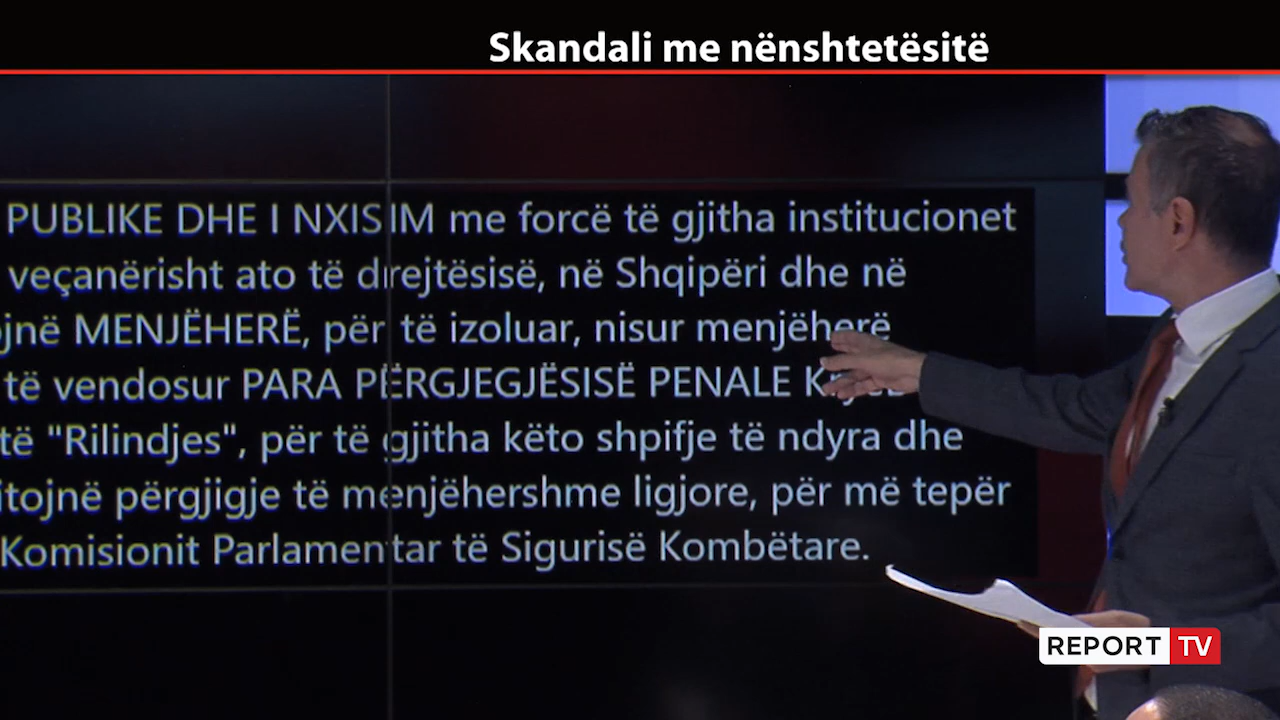 Skandali me nënshtetësitë
PUBLIKE DHE I NXISIM me forcë të gjitha institucionet
veçanërisht ato të drejtësisë, në Shqipëri dhe në
MENJËHERË, për të izoluar, nisur menjëherë
të vendosur PARA PËRGJEGJËSISË PENALE
të "Rilindjes", për të gjitha këto shpifje të ndyra dhe
përgjigje të menjëhershme ligjore, për më tepër
Komisionit Parlamentar të Sigurisë Kombëtare.
REPORT TV